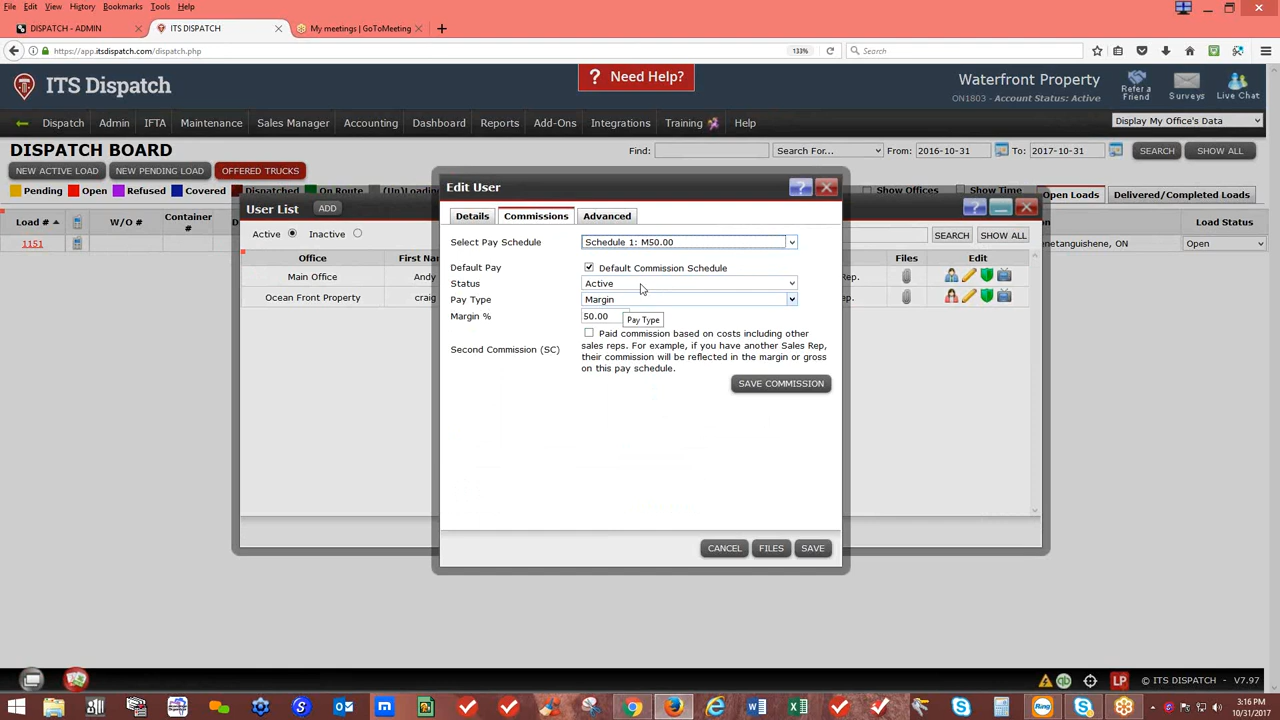 File Edit View History Bookmarks Tools Help
DISPATCH - ADMIN ITS DISPATCH My meetings | GoToMeeting
https://app.itsdispatch.com/dispatch.php 133% Search
ITS Dispatch ? Need Help? Waterfront Property Refer a Friend Surveys Live Chat
ON1803 - Account Status: Active
Dispatch Admin IFTA Maintenance Sales Manager Accounting Dashboard Reports Add-Ons Integrations Training Help Display My Office's Data
DISPATCH BOARD Find: Search For... From: 2016-10-31 To: 2017-10-31 SEARCH SHOW ALL
NEW ACTIVE LOAD NEW PENDING LOAD OFFERED TRUCKS
Pending Open Refused Covered Dispatched On Route (Un)Loading Show Offices Show Time Open Loads Delivered/Completed Loads
Load # W/O # Container # Load Status
1151 netanguishene, ON Open
User List ADD
Active Inactive SEARCH SHOW ALL
Office First Nam Files Edit
Main Office Andy Rep.
Ocean Front Property craig
Edit User ?
Details Commissions Advanced
Select Pay Schedule Schedule 1: M50.00
Default Pay Default Commission Schedule
Status Active
Pay Type Margin
Margin % 50.00 Pay Type
Second Commission (SC) Paid commission based on costs including other
sales reps. For example, if you have another Sales Rep,
their commission will be reflected in the margin or gross
on this pay schedule.
SAVE COMMISSION
CANCEL FILES SAVE
LP © ITS DISPATCH - V7.97
3:16 PM
10/31/2017